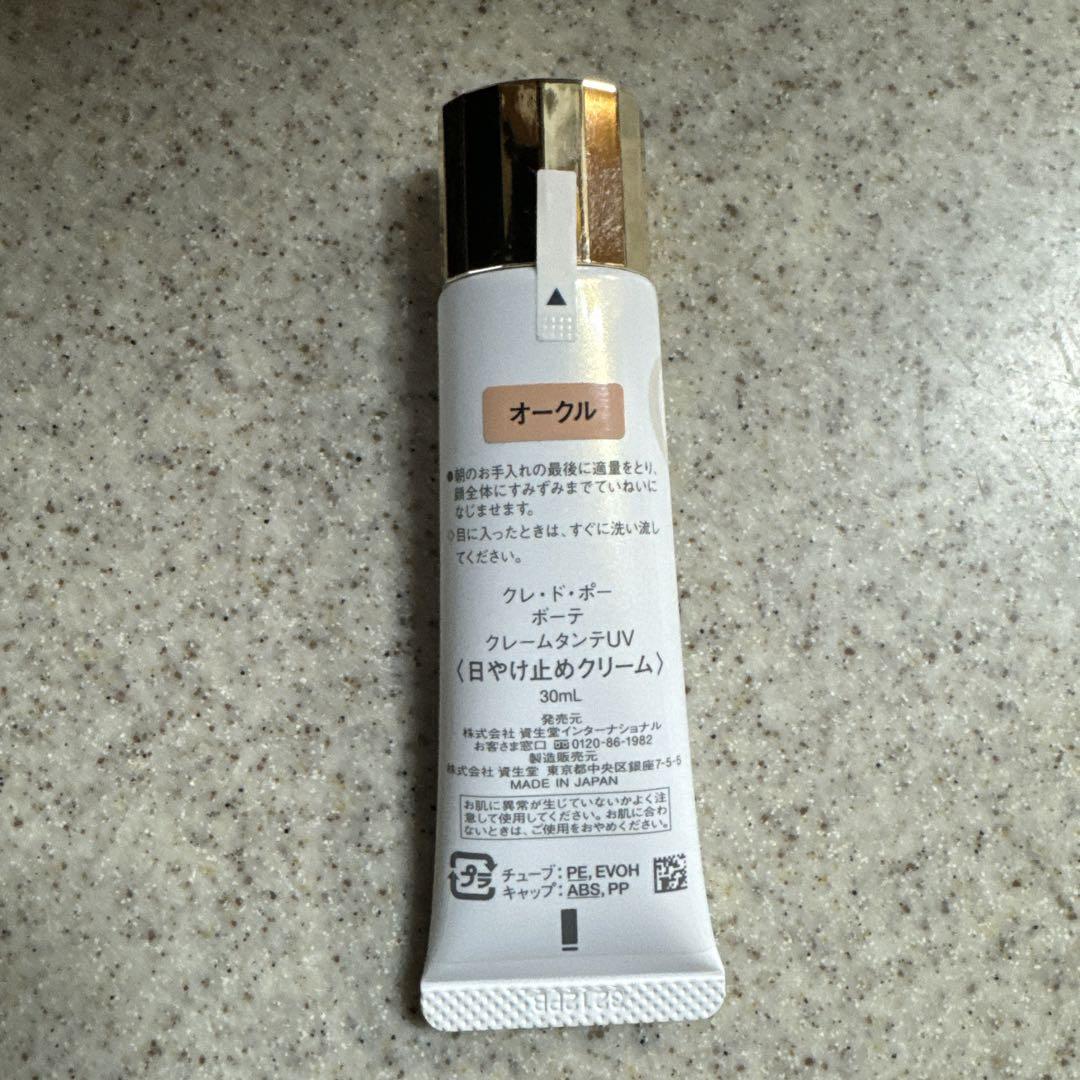 オークル
●朝のお手入れの最後に適量をとり、
顔全体にすみずみまでていねいに
なじませます。
◇目に入ったときは、すぐに洗い流し
てください。
クレ・ド・ポー
ボーテ
クレームタンテUV
〈日やけ止めクリーム〉
30mL
発売元
株式会社 資生堂インターナショナル
お客さま窓口 0120-86-1982
製造販売元
株式会社 資生堂 東京都中央区銀座7-5-5
MADE IN JAPAN
お肌に異常が生じていないかよく注
意して使用してください。お肌に合わ
ないときは、ご使用をおやめください。
プラ
チューブ：PE, EVOH
キャップ：ABS, PP